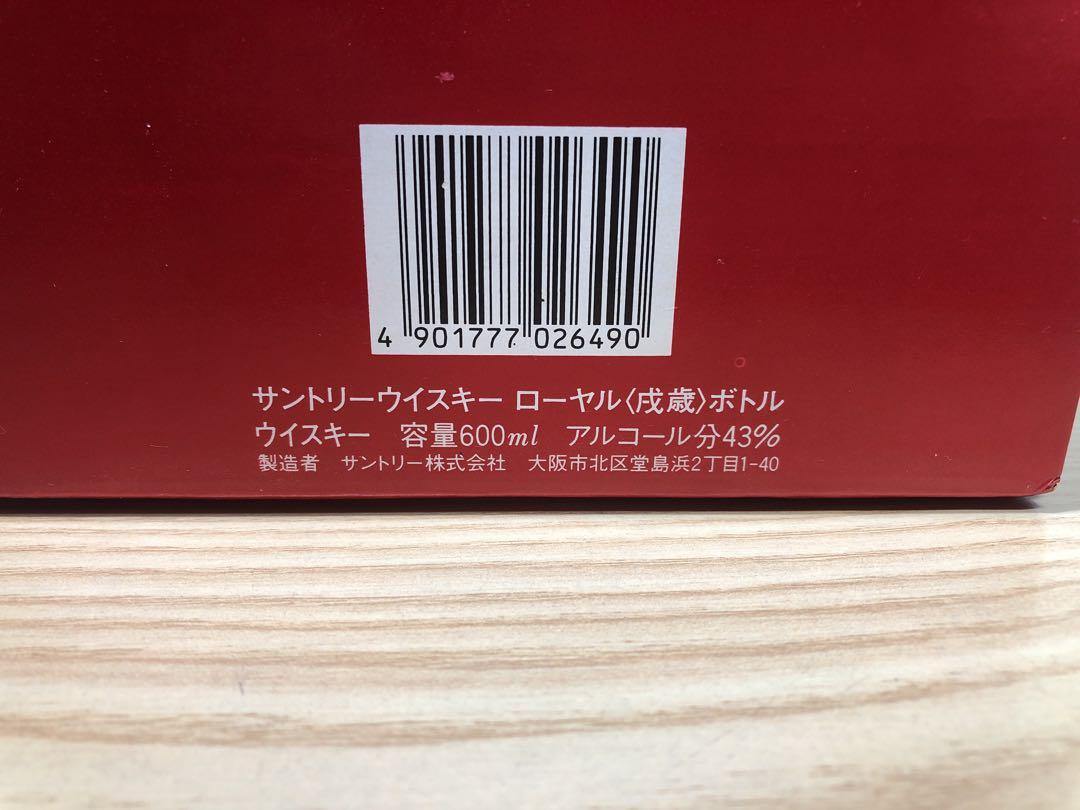 4 901777 026490
サントリーウイスキー ローヤル〈戌歳〉ボトル
ウイスキー 容量600ml アルコール分43%
製造者 サントリー株式会社 大阪市北区堂島浜2丁目1-40